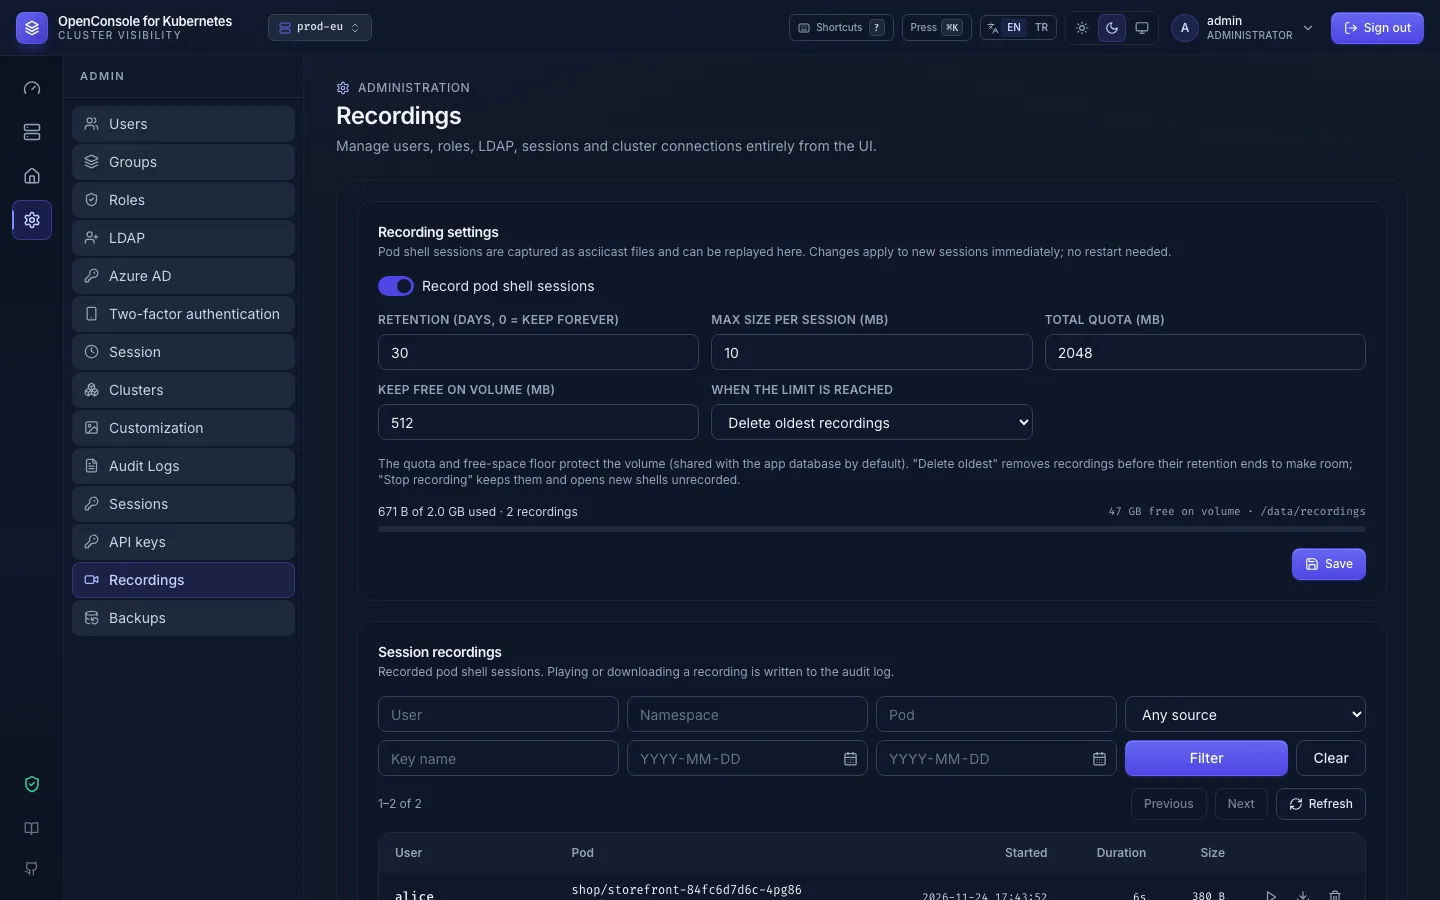 OpenConsole for Kubernetes
CLUSTER VISIBILITY
prod-eu
Shortcuts ?
Press ⌘K
EN TR
A
admin
ADMINISTRATOR
Sign out
ADMIN
Users
Groups
Roles
LDAP
Azure AD
Two-factor authentication
Session
Clusters
Customization
Audit Logs
Sessions
API keys
Recordings
Backups
ADMINISTRATION
Recordings
Manage users, roles, LDAP, sessions and cluster connections entirely from the UI.
Recording settings
Pod shell sessions are captured as asciicast files and can be replayed here. Changes apply to new sessions immediately; no restart needed.
Record pod shell sessions
RETENTION (DAYS, 0 = KEEP FOREVER) MAX SIZE PER SESSION (MB) TOTAL QUOTA (MB)
30 10 2048
KEEP FREE ON VOLUME (MB) WHEN THE LIMIT IS REACHED
512 Delete oldest recordings
The quota and free-space floor protect the volume (shared with the app database by default). "Delete oldest" removes recordings before their retention ends to make room;
"Stop recording" keeps them and opens new shells unrecorded.
671 B of 2.0 GB used · 2 recordings 47 GB free on volume · /data/recordings
Save
Session recordings
Recorded pod shell sessions. Playing or downloading a recording is written to the audit log.
User Namespace Pod Any source
Key name YYYY-MM-DD YYYY-MM-DD Filter Clear
1–2 of 2 Previous Next Refresh
User Pod Started Duration Size
shop/storefront-84fc6d7d6c-4pg86
alice 2026-11-24 17:43:52 6s 380 B